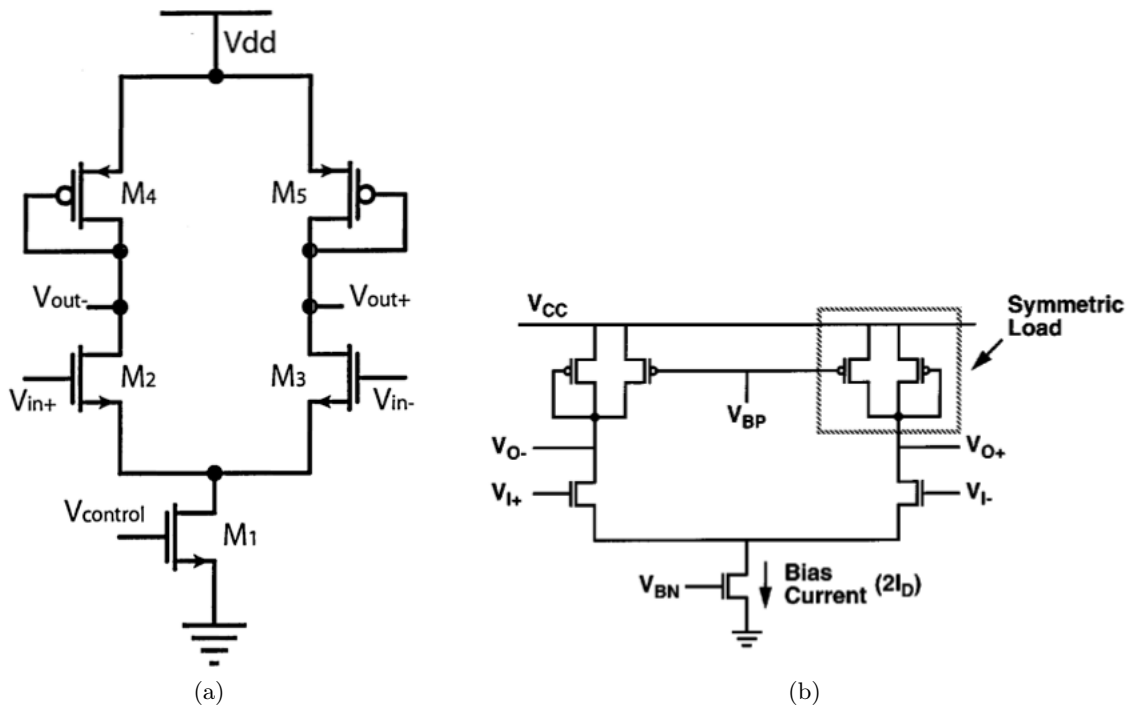 Vdd
M4
M5
Vout-
Vout+
M2
M3
Vin+
Vin-
Vcontrol
M1
(a)
VCC
Symmetric
Load
VBP
VO-
VO+
VI+
VI-
VBN
Bias
Current (2ID)
(b)